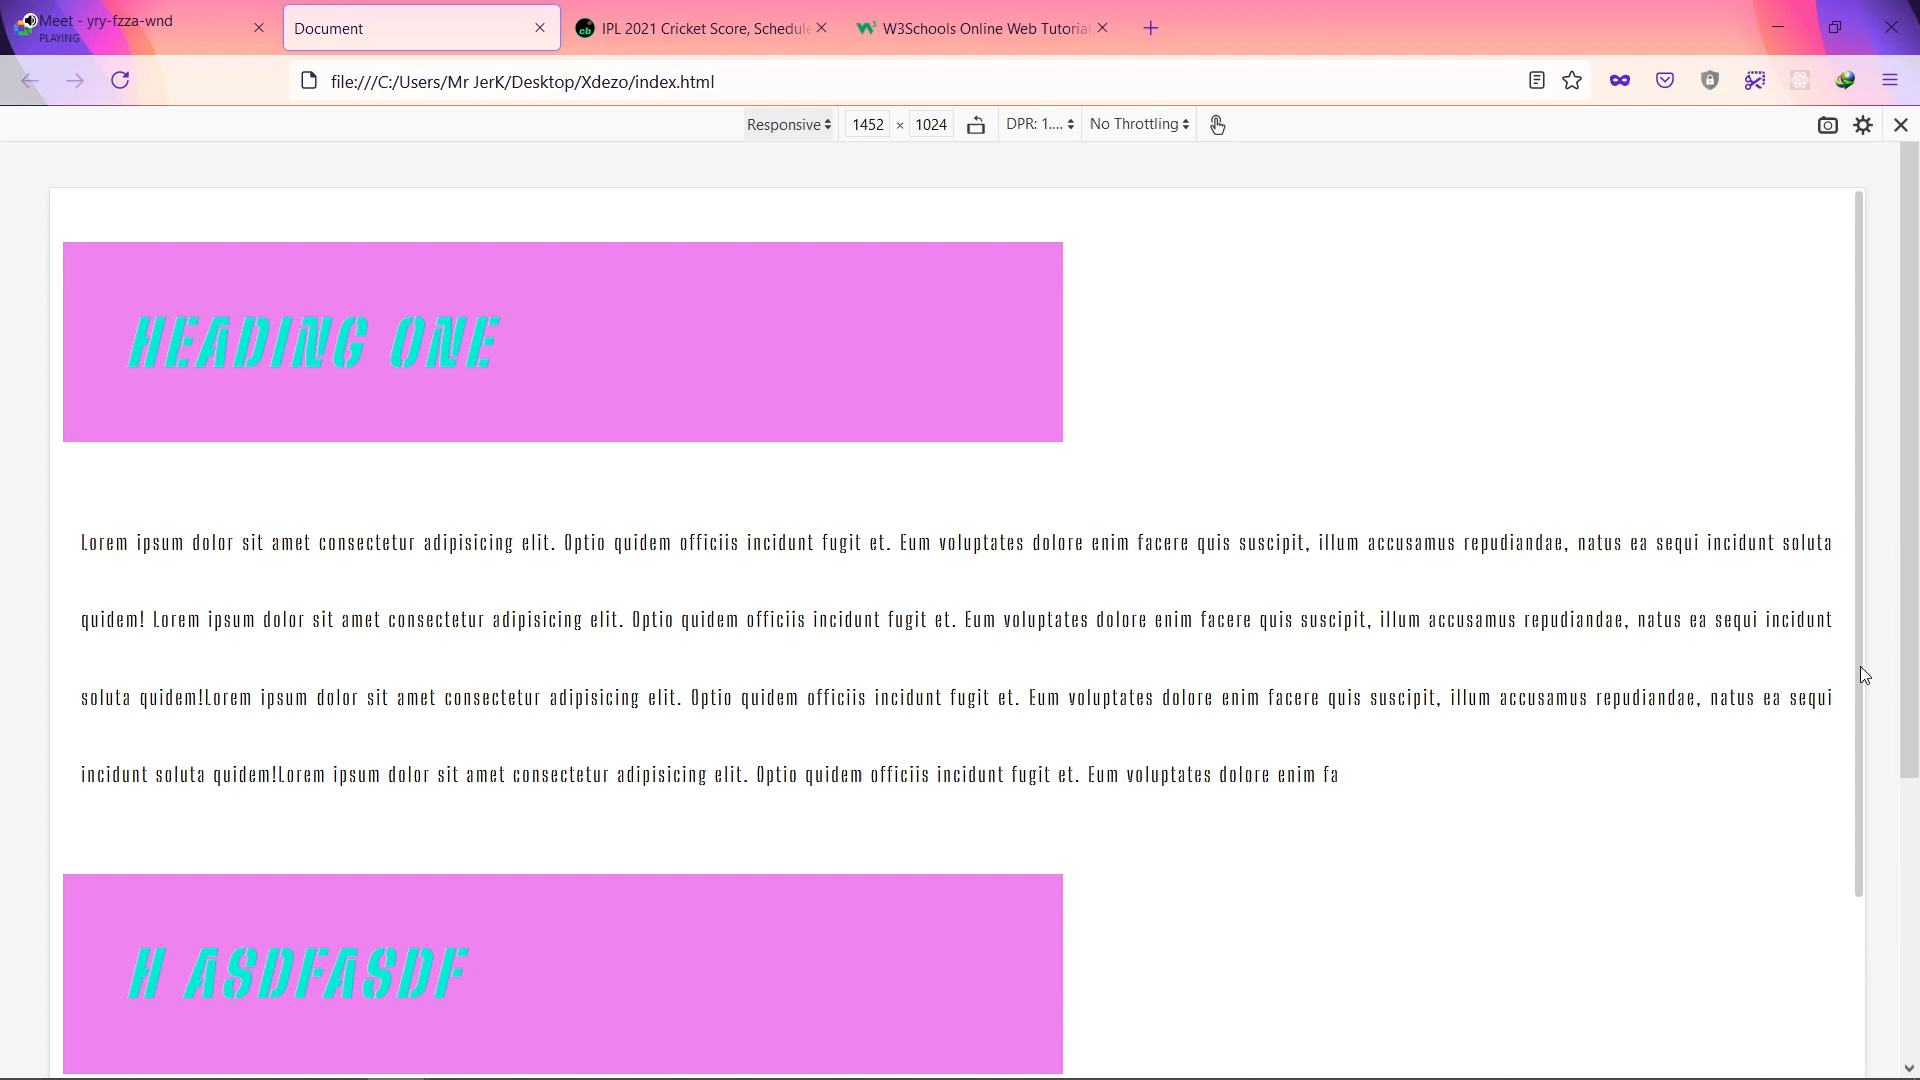 Meet - yry-fzza-wnd
PLAYING
Document
IPL 2021 Cricket Score, Schedule
W3Schools Online Web Tutorial
file:///C:/Users/Mr JerK/Desktop/Xdezo/index.html
Responsive 1452 × 1024 DPR: 1.... No Throttling
HEADING ONE
Lorem ipsum dolor sit amet consectetur adipisicing elit. Optio quidem officiis incidunt fugit et. Eum voluptates dolore enim facere quis suscipit, illum accusamus repudiandae, natus ea sequi incidunt soluta
quidem! Lorem ipsum dolor sit amet consectetur adipisicing elit. Optio quidem officiis incidunt fugit et. Eum voluptates dolore enim facere quis suscipit, illum accusamus repudiandae, natus ea sequi incidunt
soluta quidem!Lorem ipsum dolor sit amet consectetur adipisicing elit. Optio quidem officiis incidunt fugit et. Eum voluptates dolore enim facere quis suscipit, illum accusamus repudiandae, natus ea sequi
incidunt soluta quidem!Lorem ipsum dolor sit amet consectetur adipisicing elit. Optio quidem officiis incidunt fugit et. Eum voluptates dolore enim fa
H ASDFASDF